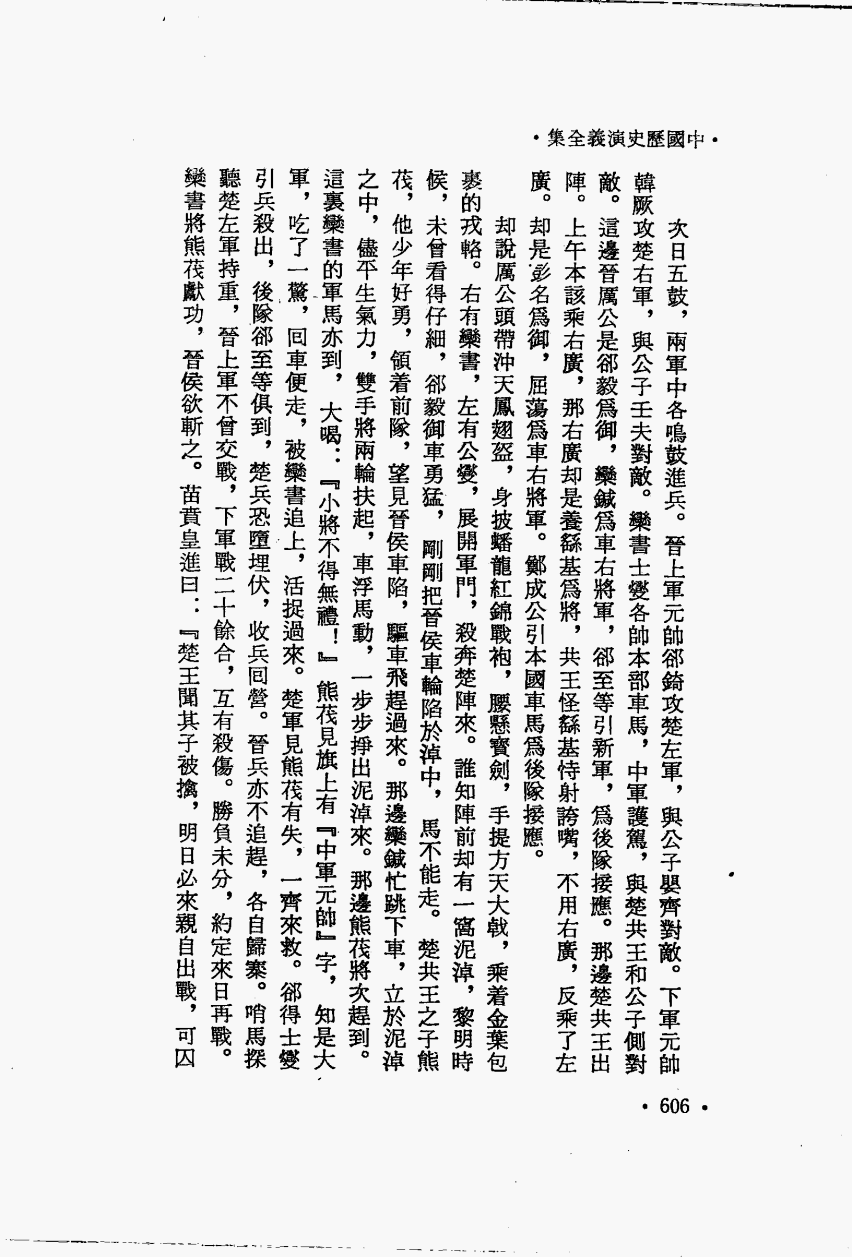 •中國歷史演義全集•
次日五鼓，兩軍中各鳴鼓進兵。晉上軍元帥郤錡攻楚左軍，與公子嬰齊對敵。下軍元帥
韓厥攻楚右軍，與公子壬夫對敵。欒書士燮各帥本部車馬，中軍護駕，與楚共王和公子側對
敵。這邊晉厲公是郤毅爲御，欒鍼爲車右將軍，郤至等引新軍，爲後隊接應。那邊楚共王出
陣。上午本該乘右廣，那右廣却是養繇基爲將，共王怪繇基恃射誇嘴，不用右廣，反乘了左
廣。却是彭名爲御，屈蕩爲車右將軍。鄭成公引本國車馬爲後隊接應。
却說厲公頭帶沖天鳳翅盔，身披蟠龍紅錦戰袍，腰懸寳劍，手提方天大戟，乘着金葉包
裹的戎輅。右有欒書，左有公燮，展開軍門，殺奔楚陣來。誰知陣前却有一窩泥淖，黎明時
候，未曾看得仔細，郤毅御車勇猛，剛剛把晉侯車輪陷於淖中，馬不能走。楚共王之子熊
茷，他少年好勇，領着前隊，望見晉侯車陷，驅車飛趕過來。那邊欒鍼忙跳下車，立於泥淖
之中，儘平生氣力，雙手將兩輪扶起，車浮馬動，一步步掙出泥淖來。那邊熊茷將次趕到。
這裏欒書的軍馬亦到，大喝：『小將不得無禮！』熊茷見旗上有『中軍元帥』字，知是大
軍，吃了一驚，囘車便走，被欒書追上，活捉過來。楚軍見熊茷有失，一齊來救。郤得士燮
引兵殺出，後隊郤至等俱到，楚兵恐墮埋伏，收兵囘營。晉兵亦不追趕，各自歸寨。哨馬探
聽楚左軍持重，晉上軍不曾交戰，下軍戰二十餘合，互有殺傷。勝負未分，約定來日再戰。
欒書將熊茷獻功，晉侯欲斬之。苗賁皇進曰：『楚王聞其子被擒，明日必來親自出戰，可囚
•606•